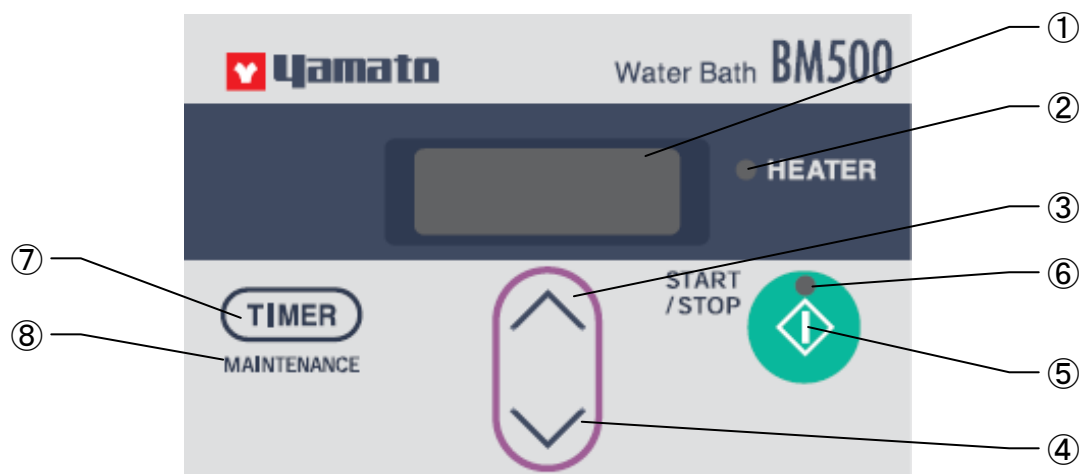 ①
yamato
Water Bath BM500
②
HEATER
③
⑦
START
/STOP
⑥
TIMER
⑧
MAINTENANCE
⑤
④